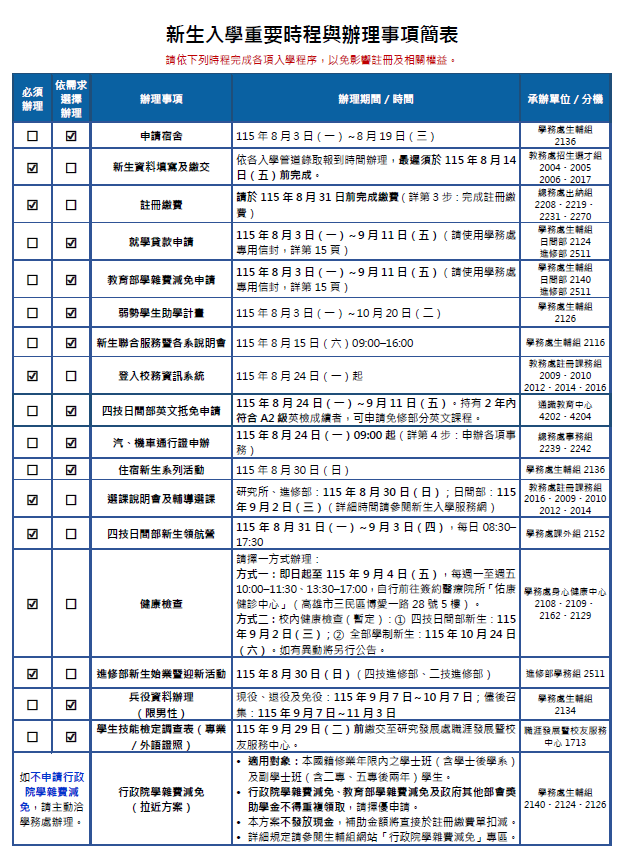 新生入學重要時程與辦理事項簡表
請依下列時程完成各項入學程序，以免影響註冊及相關權益。
必須
辦理
依需求
選擇
辦理
辦理事項
辦理期間 / 時間
承辦單位 / 分機
☐ ☑ 申請宿舍
115 年 8 月 3 日（一）~8 月 19 日（三）
學務處生輔組
2136
☑ ☐ 新生資料填寫及繳交
依各入學管道錄取報到時間辦理，最遲須於 115 年 8 月 14
日（五）前完成。
教務處招生選才組
2004、2005
2006、2017
☑ ☐ 註冊繳費
請於 115 年 8 月 31 日前完成繳費（詳第 3 步：完成註冊繳
費）
總務處出納組
2208、2219、
2231、2270
☐ ☑ 就學貸款申請
115 年 8 月 3 日（一）~9 月 11 日（五）（請使用學務處
專用信封，詳第 15 頁）
學務處生輔組
日間部 2124
進修部 2511
☐ ☑ 教育部學雜費減免申請
115 年 8 月 3 日（一）~9 月 11 日（五）（請使用學務處
專用信封，詳第 15 頁）
學務處生輔組
日間部 2140
進修部 2511
☐ ☑ 弱勢學生助學計畫
115 年 8 月 3 日（一）~10 月 20 日（二）
學務處生輔組
2126
☐ ☑ 新生聯合服務暨各系說明會
115 年 8 月 15 日（六）09:00–16:00
學務處生輔組 2116
☑ ☐ 登入校務資訊系統
115 年 8 月 24 日（一）起
教務處註冊課務組
2009、2010
2012、2014、2016
☐ ☑ 四技日間部英文抵免申請
115 年 8 月 24 日（一）~ 9 月 11 日（五）。持有 2 年內
符合 A2 級英檢成績者，可申請免修部分英文課程。
通識教育中心
4202、4204
☐ ☑ 汽、機車通行證申辦
115 年 8 月 24 日（一）09:00 起（詳第 4 步：申辦各項事
務）
總務處事務組
2239、2242
☐ ☑ 住宿新生系列活動
115 年 8 月 30 日（日）
學務處生輔組 2136
☑ ☐ 選課說明會及輔導選課
研究所、進修部：115 年 8 月 30 日（日）；日間部：115
年 9 月 2 日（三）（詳細時間請參閱新生入學服務網）
教務處註冊課務組
2016、2009、2010
2012、2014
☑ ☐ 四技日間部新生領航營
115 年 8 月 31 日（一）~9 月 3 日（四），每日 08:30–
17:30
學務處課外組 2152
☑ ☐ 健康檢查
請擇一方式辦理：
方式一：即日起至 115 年 9 月 4 日（五），每週一至週五
10:00–11:30、13:30–17:00，自行前往簽約醫療院所「佑康
健診中心」（高雄市三民區博愛一路 28 號 5 樓）。
方式二：校內健康檢查（暫定）：① 四技日間部新生：115
年 9 月 2 日（三）；② 全部學制新生：115 年 10 月 24 日
（六）。如有異動將另行公告。
學務處身心健康中心
2108、2109、
2162、2129
☑ ☐ 進修部新生始業暨迎新活動
115 年 8 月 30 日（日）（四技進修部、二技進修部）
進修部學務組 2511
☐ ☑ 兵役資料辦理
（限男性）
現役、退役及免役：115 年 9 月 7 日~10 月 7 日；儘後召
集：115 年 9 月 7 日~11 月 3 日
學務處生輔組
2134
☐ ☑ 學生技能檢定調查表（專業
/ 外語證照）
115 年 9 月 29 日（二）前繳交至研究發展處職涯發展暨校
友服務中心。
職涯發展暨校友服務
中心 1713
如不申請行政
院學雜費減
免，請主動洽
學務處辦理。
行政院學雜費減免
（拉近方案）
• 適用對象：本國籍修業年限內之學士班（含學士後學系）
及副學士班（含二專、五專後兩年）學生。
• 行政院學雜費減免、教育部學雜費減免及政府其他部會獎
助學金不得重複領取，請擇優申請。
• 本方案不發放現金，補助金額將直接於註冊繳費單扣減。
• 詳細規定請參閱生輔組網站「行政院學雜費減免」專區。
學務處生輔組
2140、2124、2126